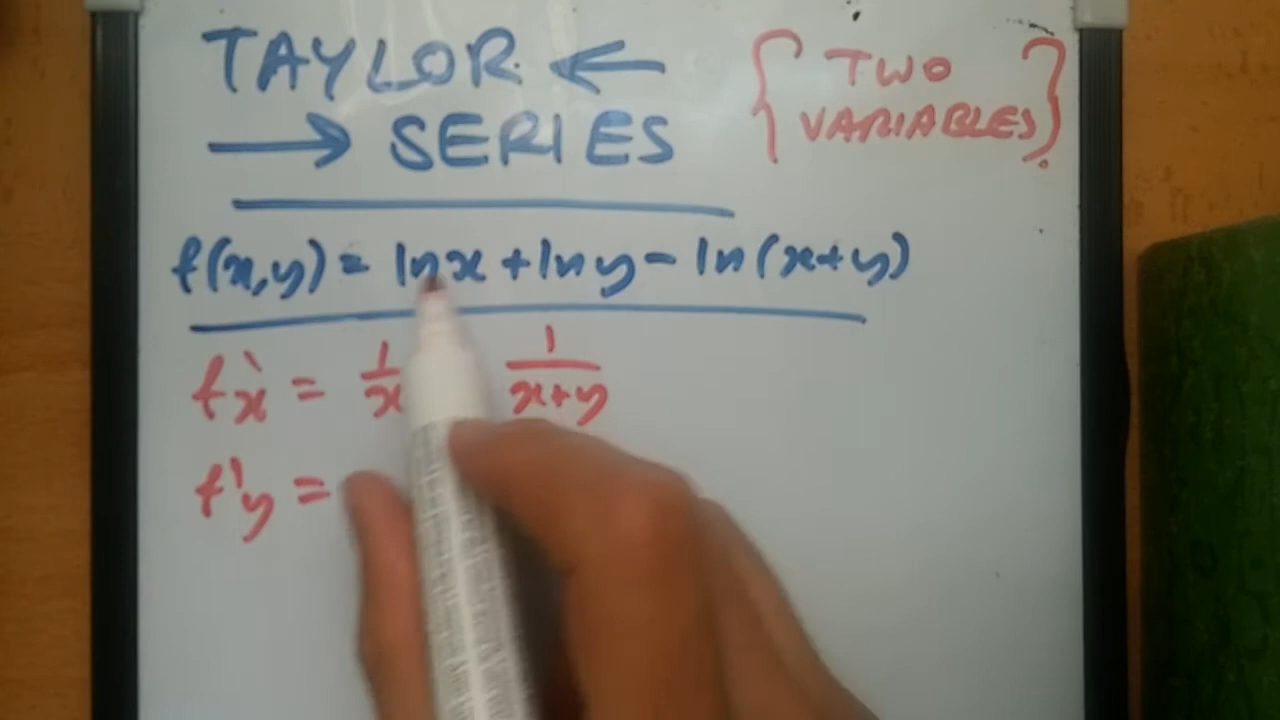 TAYLOR ←
→ SERIES
{TWO
VARIABLES}
f(x,y) = lnx + lny - ln(x+y)
f'x = 1/x 1/(x+y)
f'y =